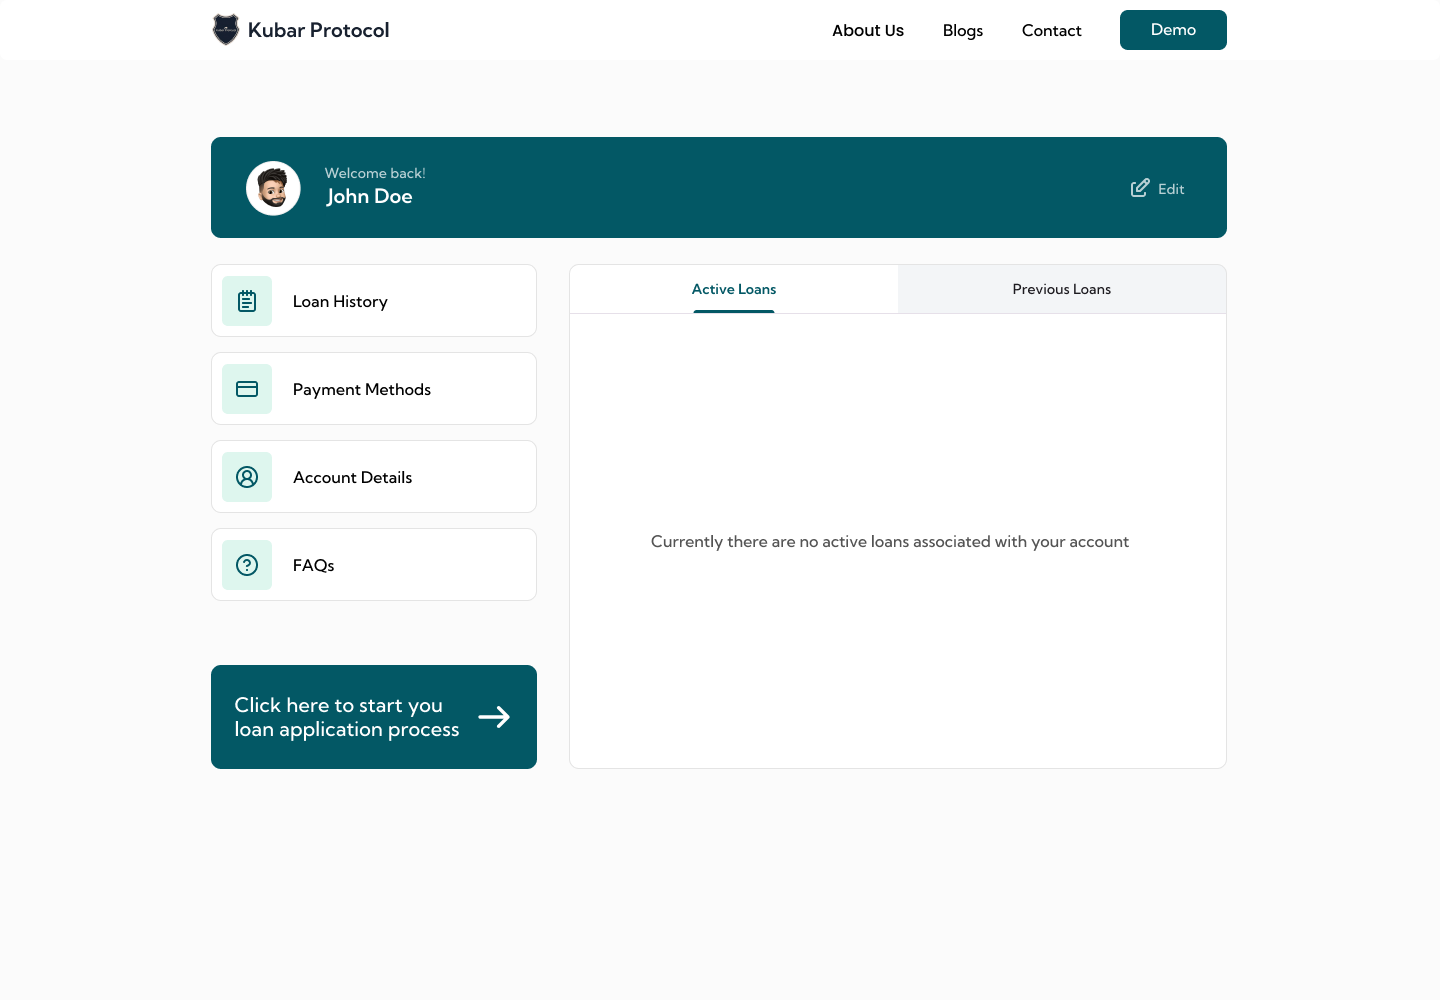 Kubar Protocol
About Us
Blogs
Contact
Demo
Welcome back!
John Doe
Edit
Loan History
Payment Methods
Account Details
FAQs
Click here to start you
loan application process
Active Loans
Previous Loans
Currently there are no active loans associated with your account